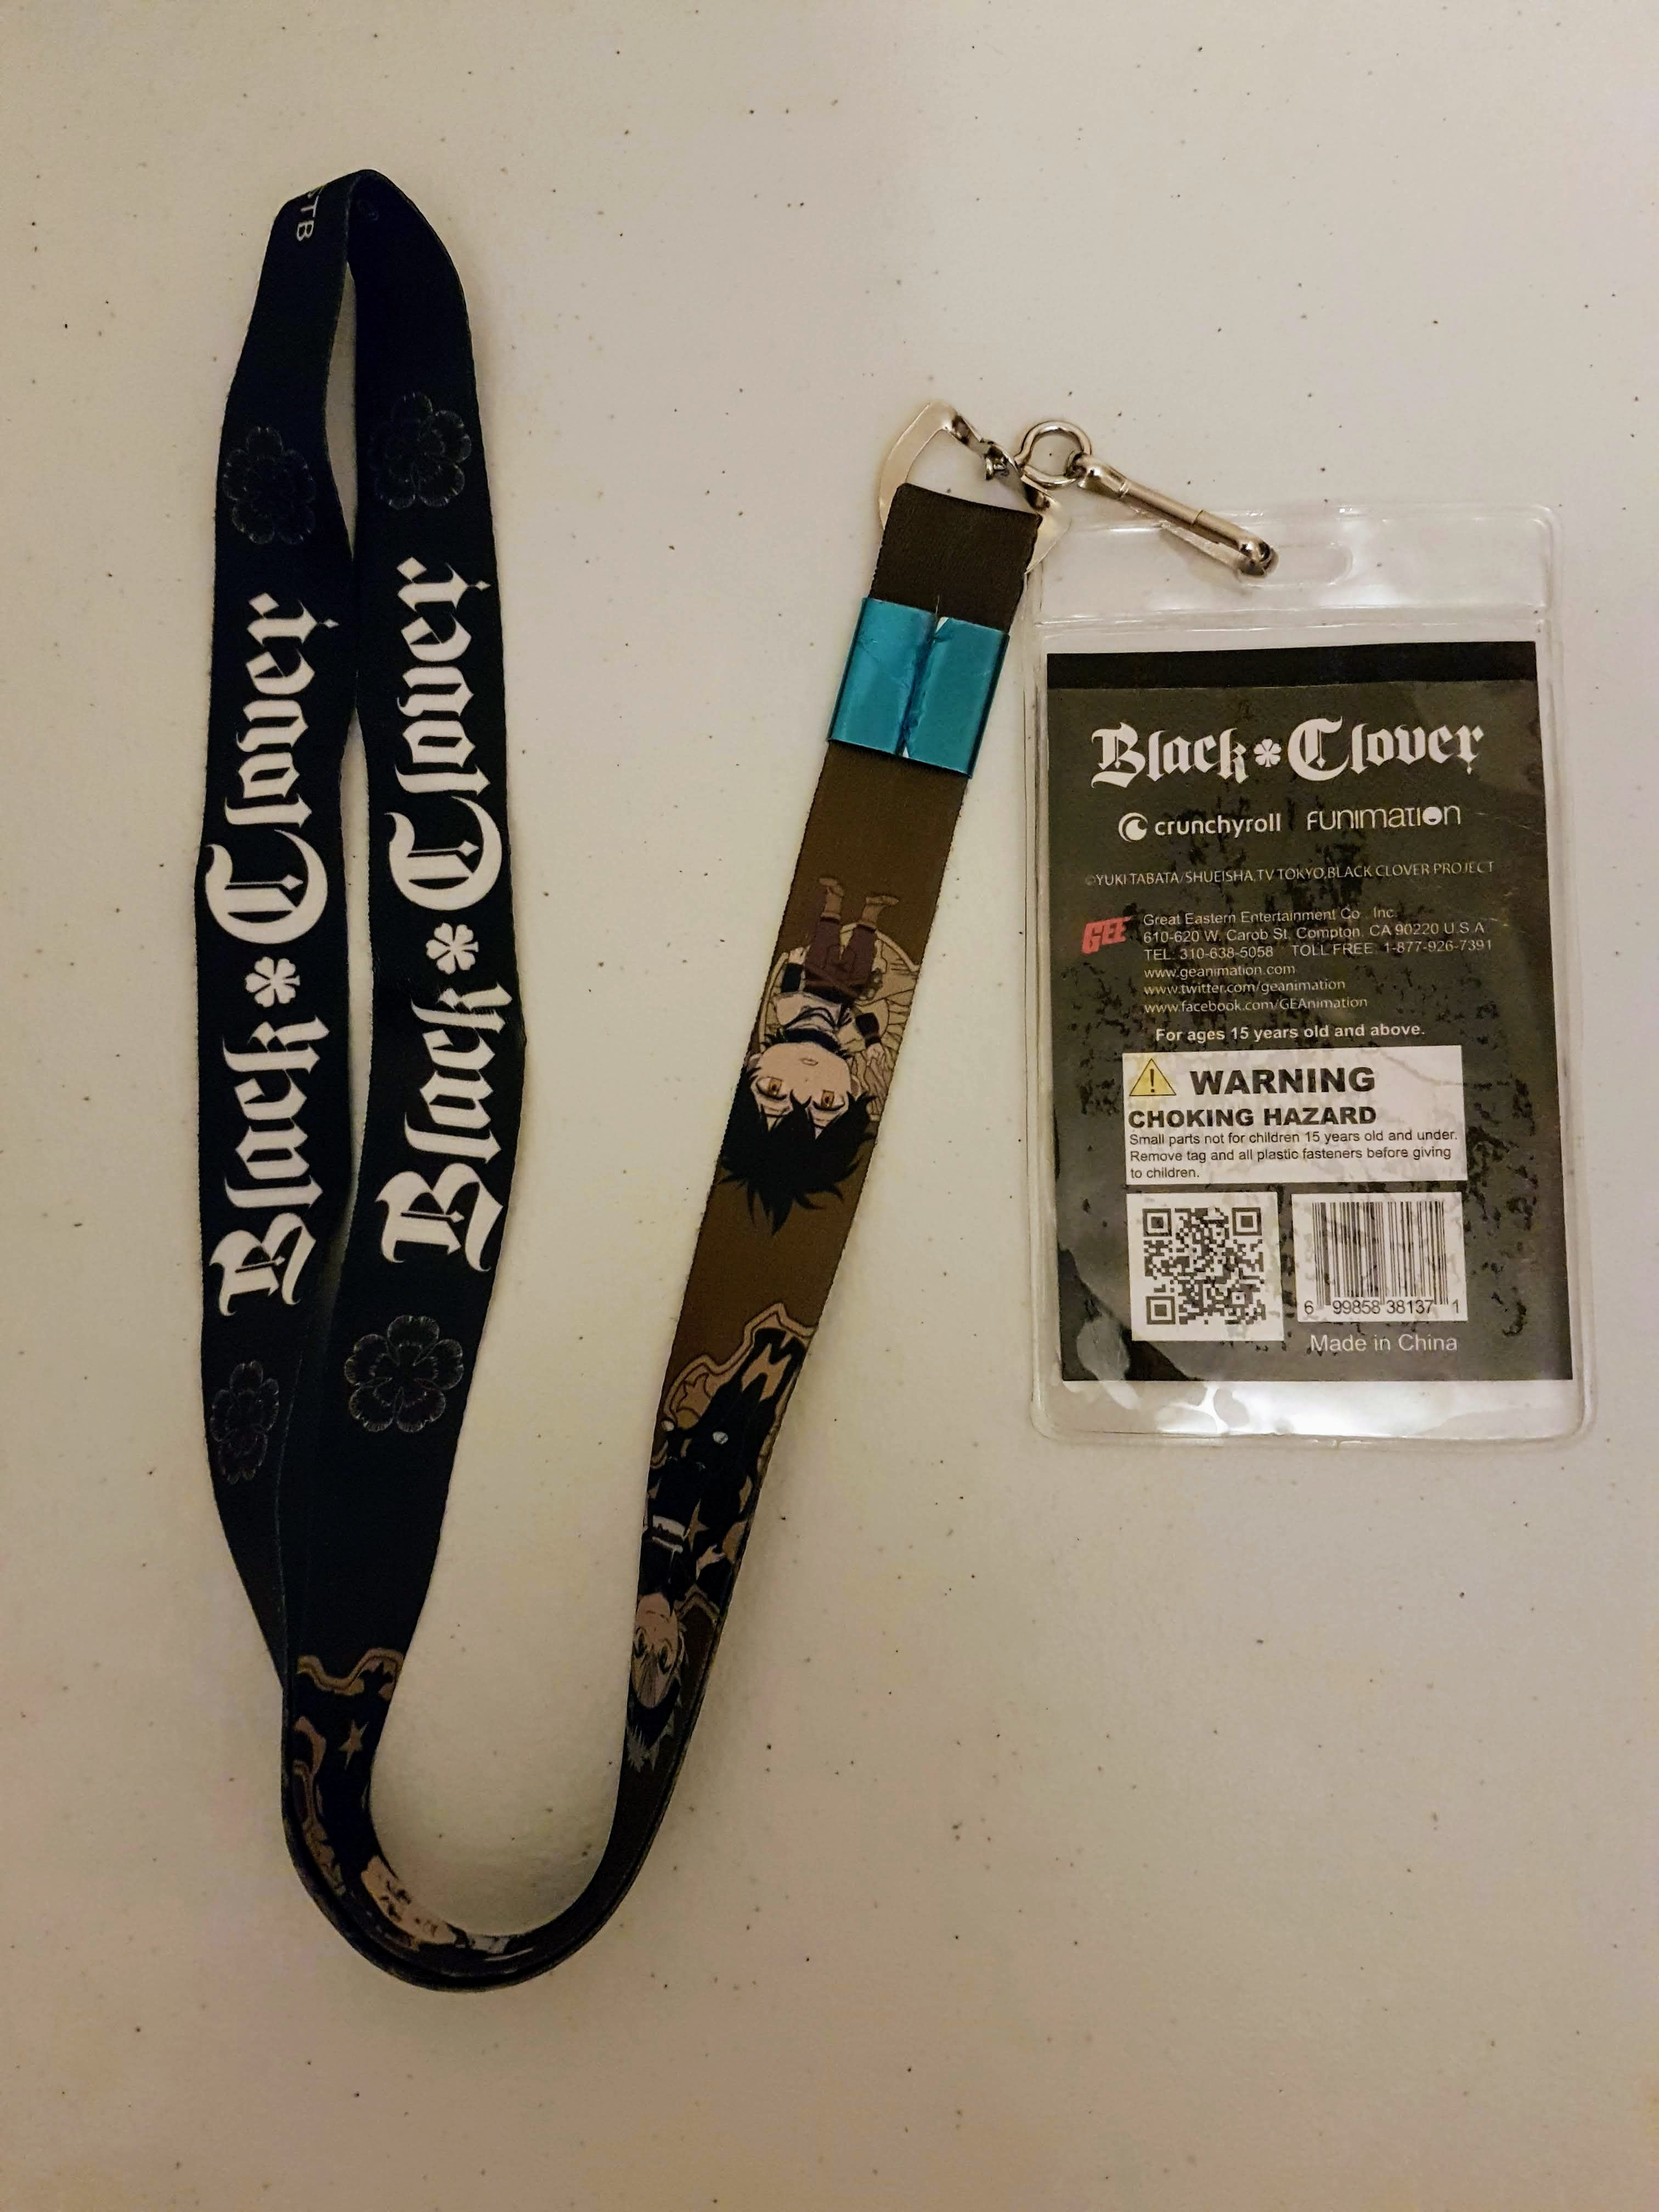 TB
Black Clover
Black Clover
Black Clover
crunchyroll FUNIMATION
©YUKI TABATA/SHUEISHA,TV TOKYO,BLACK CLOVER PROJECT
GEE
Great Eastern Entertainment Co., Inc.
610-620 W. Carob St. Compton, CA 90220 U.S.A
TEL: 310-638-5058 TOLL FREE: 1-877-926-7391
www.geanimation.com
www.twitter.com/geanimation
www.facebook.com/GEAnimation
For ages 15 years old and above.
WARNING
CHOKING HAZARD
Small parts not for children 15 years old and under.
Remove tag and all plastic fasteners before giving
to children.
6 99858 38137 1
Made in China